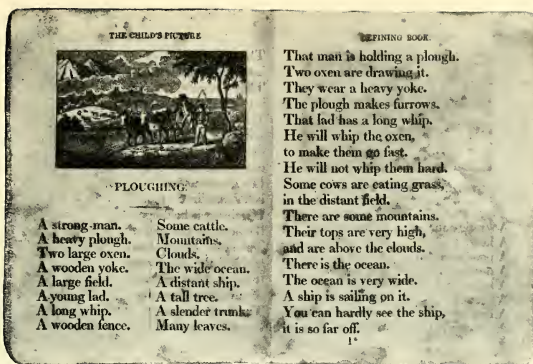 THE CHILD'S PICTURE
PLOUGHING.
A strong man.
A heavy plough.
Two large oxen.
A wooden yoke.
A large field.
A young lad.
A long whip.
A wooden fence.
Some cattle.
Mountains.
Clouds.
The wide ocean.
A distant ship.
A tall tree.
A slender trunk.
Many leaves.
DEFINING BOOK.
That man is holding a plough.
Two oxen are drawing it.
They wear a heavy yoke.
The plough makes furrows.
That lad has a long whip.
He will whip the oxen,
to make them go fast.
He will not whip them hard.
Some cows are eating grass,
in the distant field.
There are some mountains.
Their tops are very high,
and are above the clouds.
There is the ocean.
The ocean is very wide.
A ship is sailing on it.
You can hardly see the ship,
it is so far off.
1*